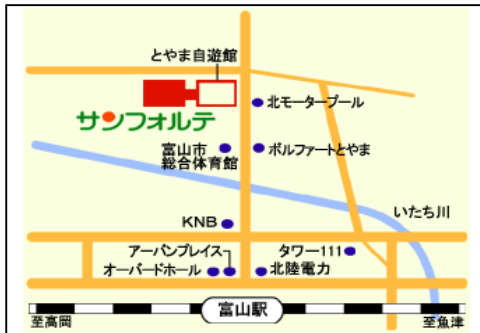 とやま自遊館
サンフォルテ
北モータープール
富山市
総合体育館
ボルファートとやま
いたち川
KNB
アーバンプレイス
タワー111
オーバードホール
北陸電力
富山駅
至高岡
至魚津